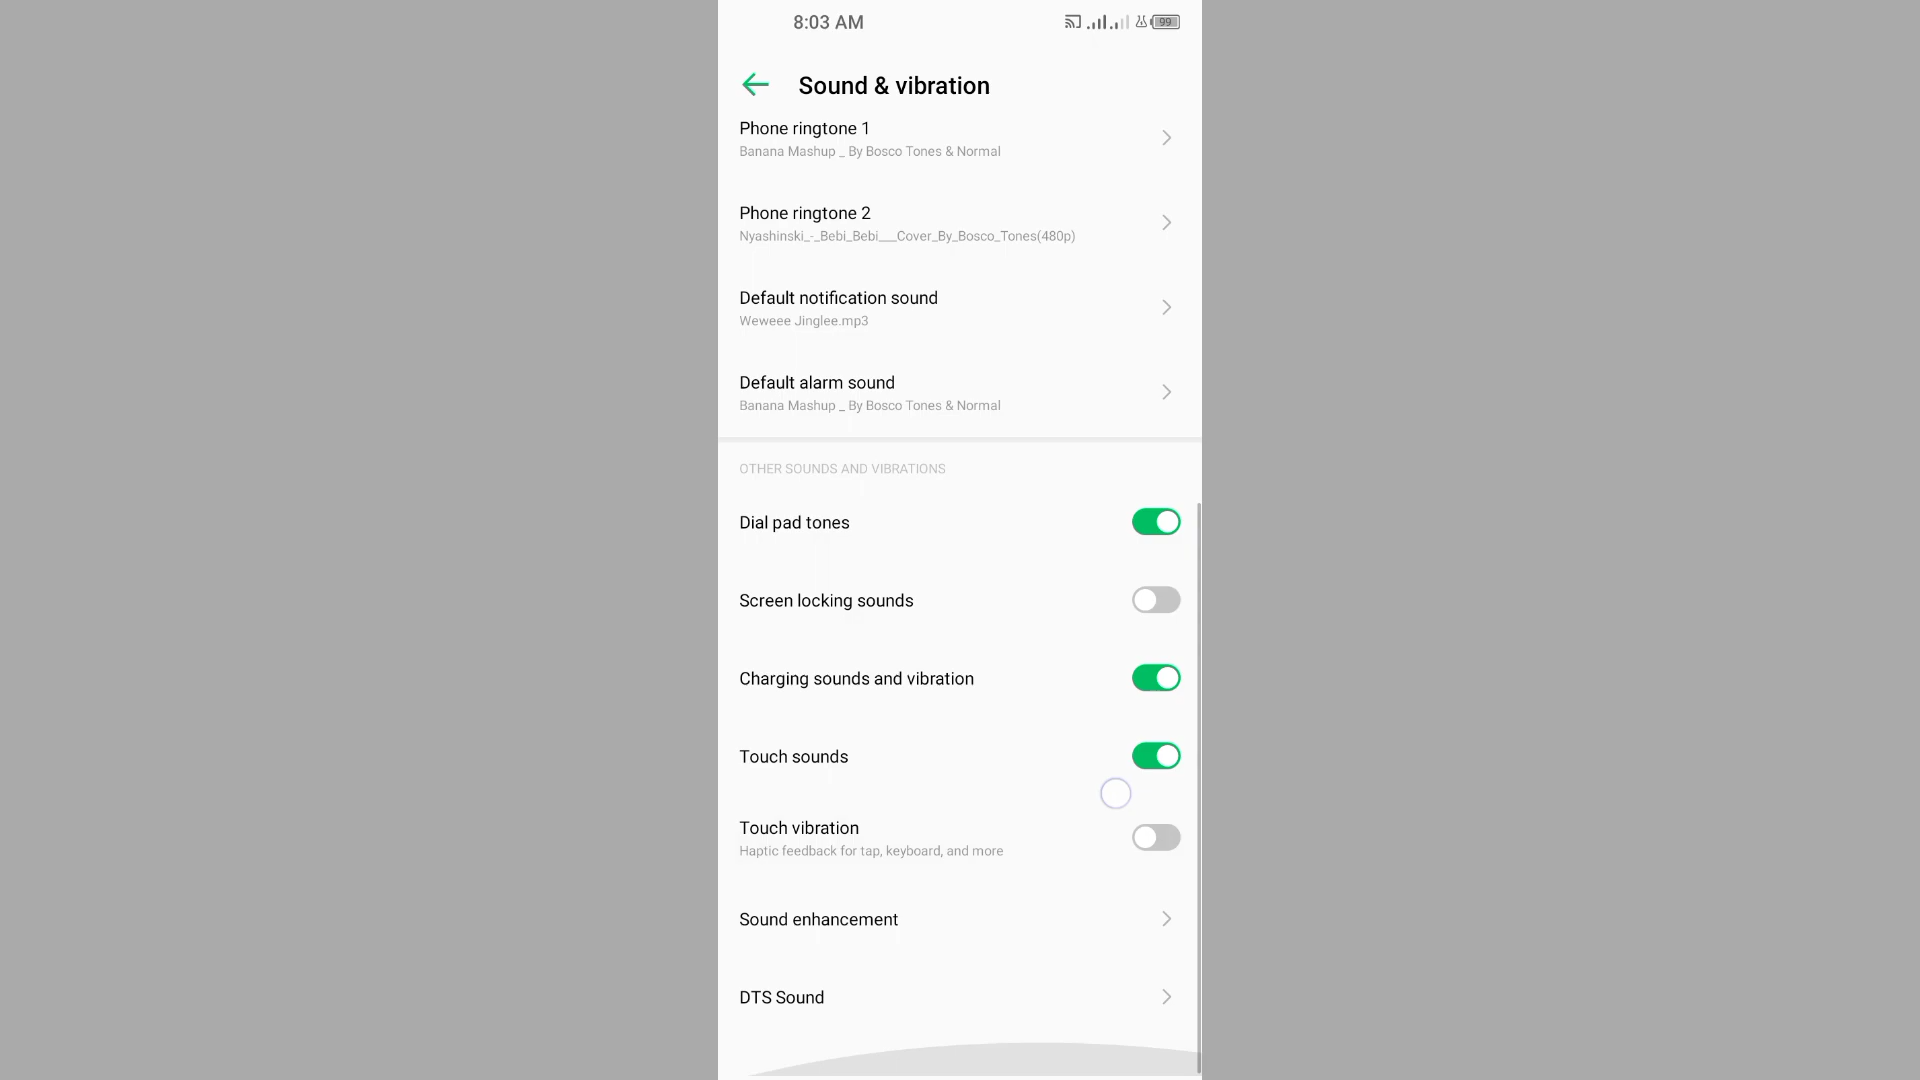 8:03 AM
99
Sound & vibration
Phone ringtone 1
Banana Mashup _ By Bosco Tones & Normal
Phone ringtone 2
Nyashinski_-_Bebi_Bebi___Cover_By_Bosco_Tones(480p)
Default notification sound
Weweee Jinglee.mp3
Default alarm sound
Banana Mashup _ By Bosco Tones & Normal
OTHER SOUNDS AND VIBRATIONS
Dial pad tones
Screen locking sounds
Charging sounds and vibration
Touch sounds
Touch vibration
Haptic feedback for tap, keyboard, and more
Sound enhancement
DTS Sound